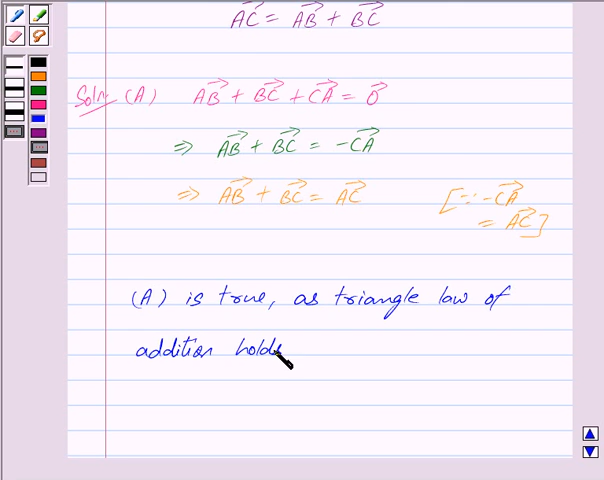 AC⃗ = AB⃗ + BC⃗
Soln. (A) AB⃗ + BC⃗ + CA⃗ = O⃗
⇒ AB⃗ + BC⃗ = -CA⃗
⇒ AB⃗ + BC⃗ = AC⃗ [∵ -CA⃗
= AC⃗]
(A) is true, as triangle law of
addition holds